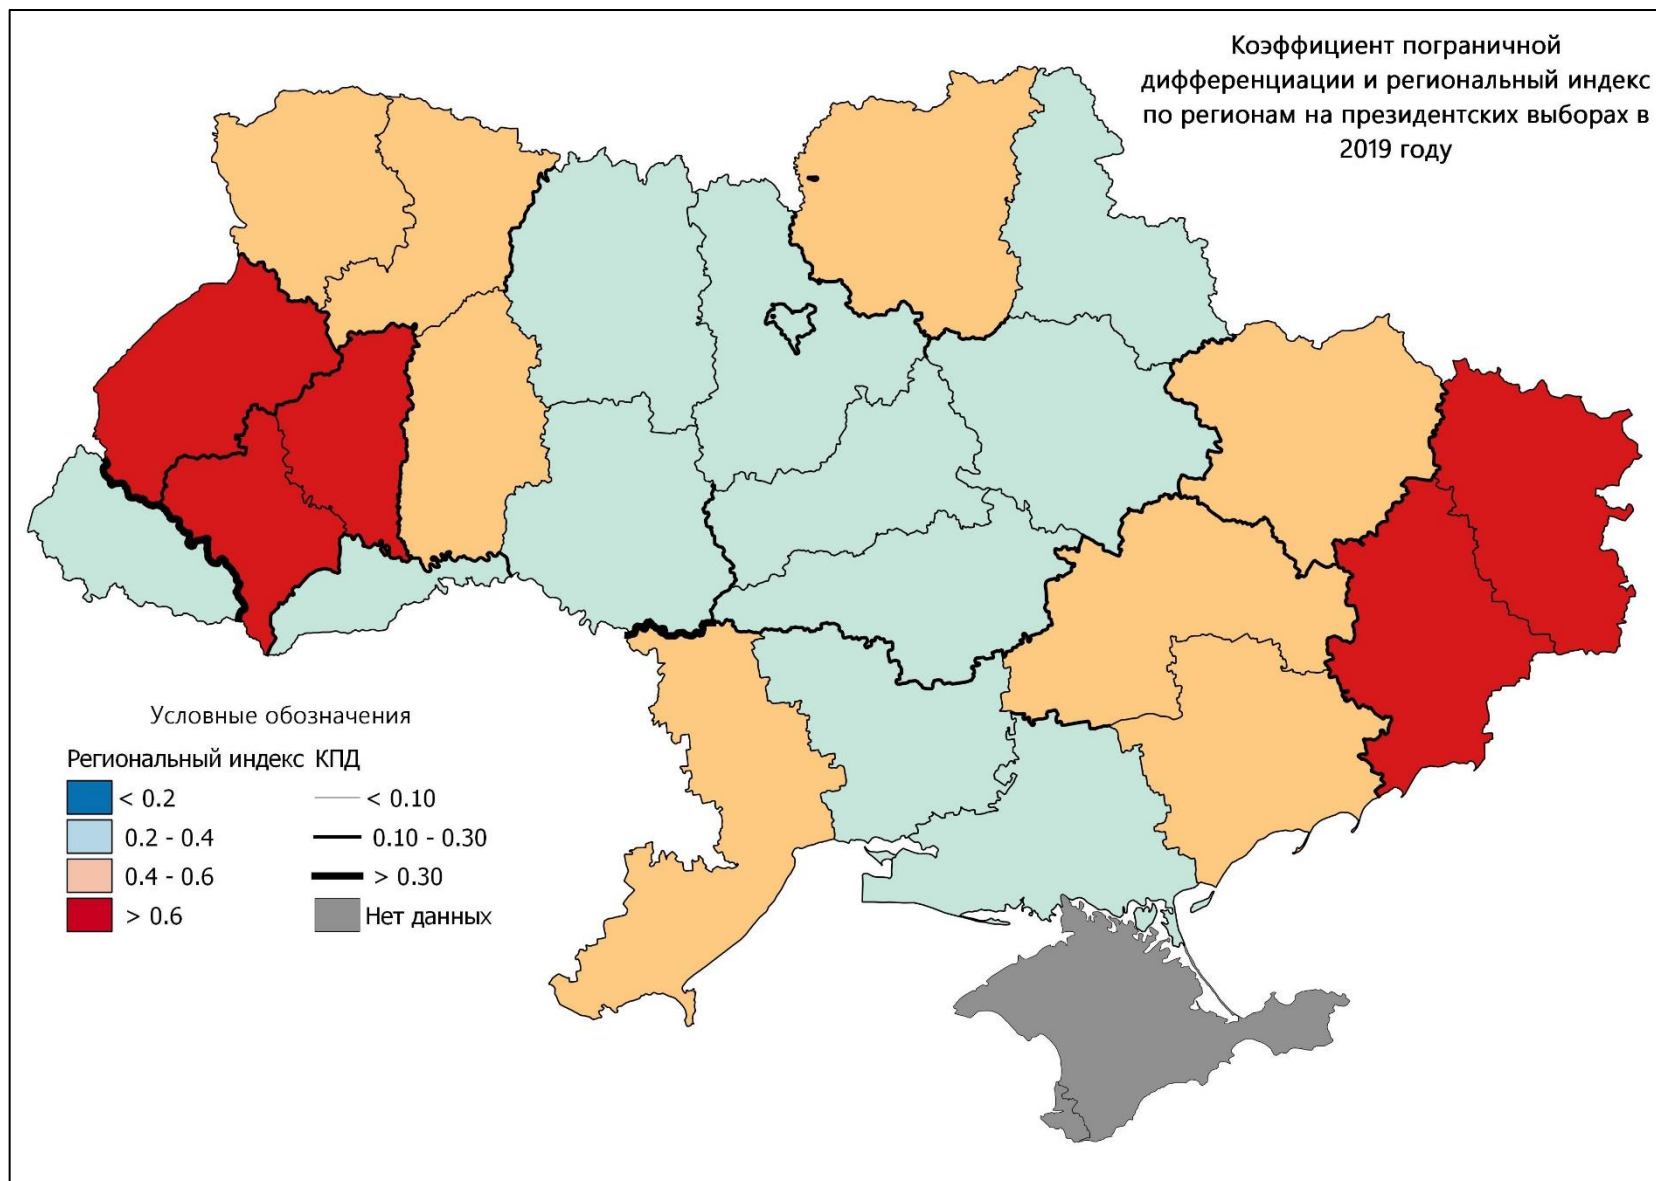 Коэффициент пограничной
дифференциации и региональный индекс
по регионам на президентских выборах в
2019 году
Условные обозначения
Региональный индекс КПД
< 0.2
< 0.10
0.2 - 0.4
0.10 - 0.30
0.4 - 0.6
> 0.30
> 0.6
Нет данных